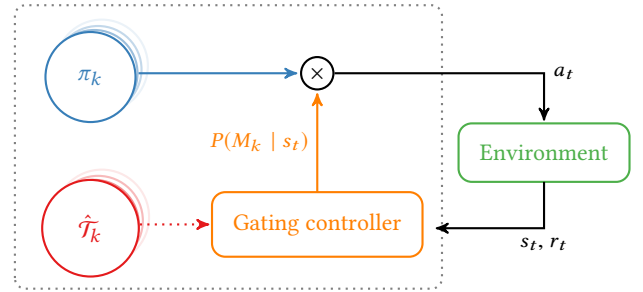 π_k
×
a_t
P(M_k | s_t)
Environment
𝒯̂_k
Gating controller
s_t, r_t